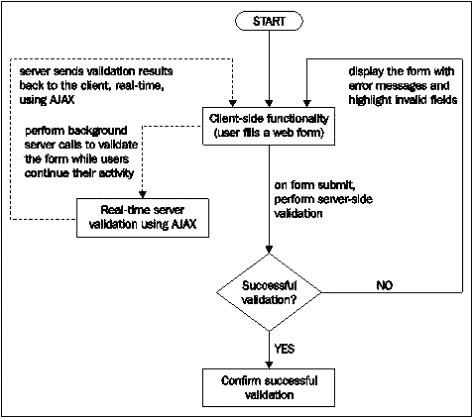 START
server sends validation results
back to the client, real-time,
using AJAX
display the form with
error messages and
highlight invalid fields
Client-side functionality
(user fills a web form)
perform background
server calls to validate
the form while users
continue their activity
Real-time server
validation using AJAX
on form submit,
perform server-side
validation
Successful
validation?
NO
YES
Confirm successful
validation